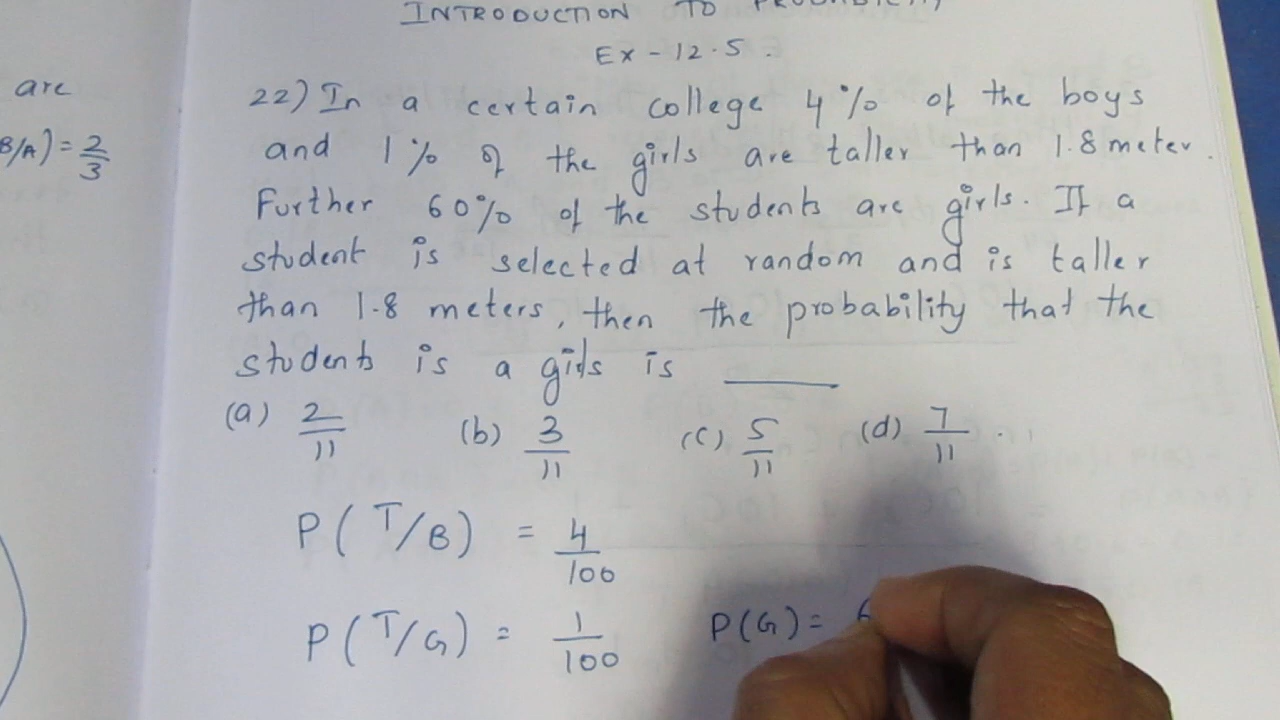 INTRODUCTION TO PROBABILITY
Ex - 12.5.
are
B/A) = 2/3
22) In a certain college 4% of the boys
and 1% of the girls are taller than 1.8 meter.
Further 60% of the students are girls. If a
student is selected at random and is taller
than 1.8 meters, then the probability that the
students is a girls is ____
(a) 2/11 (b) 3/11 (c) 5/11 (d) 7/11.
P(T/B) = 4/100
P(T/G) = 1/100 P(G) = 6